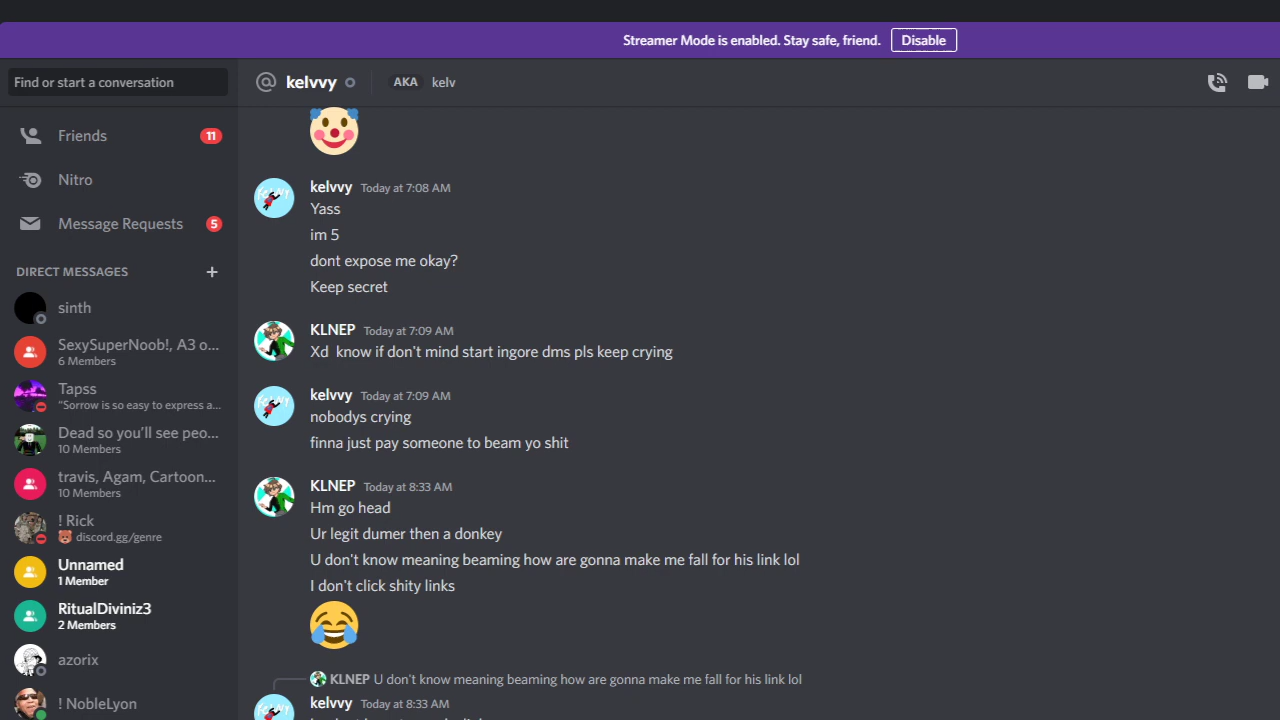 Streamer Mode is enabled. Stay safe, friend. Disable
Find or start a conversation
kelvvy AKA kelv
Friends 11
Nitro
Message Requests 5
DIRECT MESSAGES
sinth
SexySuperNoob!, A3 o...
6 Members
Tapss
"Sorrow is so easy to express a...
Dead so you'll see peo...
10 Members
travis, Agam, Cartoon...
10 Members
! Rick
discord.gg/genre
Unnamed
1 Member
RitualDiviniz3
2 Members
azorix
! NobleLyon
kelvvy Today at 7:08 AM
Yass
im 5
dont expose me okay?
Keep secret
KLNEP Today at 7:09 AM
Xd know if don't mind start ingore dms pls keep crying
kelvvy Today at 7:09 AM
nobodys crying
finna just pay someone to beam yo shit
KLNEP Today at 8:33 AM
Hm go head
Ur legit dumer then a donkey
U don't know meaning beaming how are gonna make me fall for his link lol
I don't click shity links
KLNEP U don't know meaning beaming how are gonna make me fall for his link lol
kelvvy Today at 8:33 AM